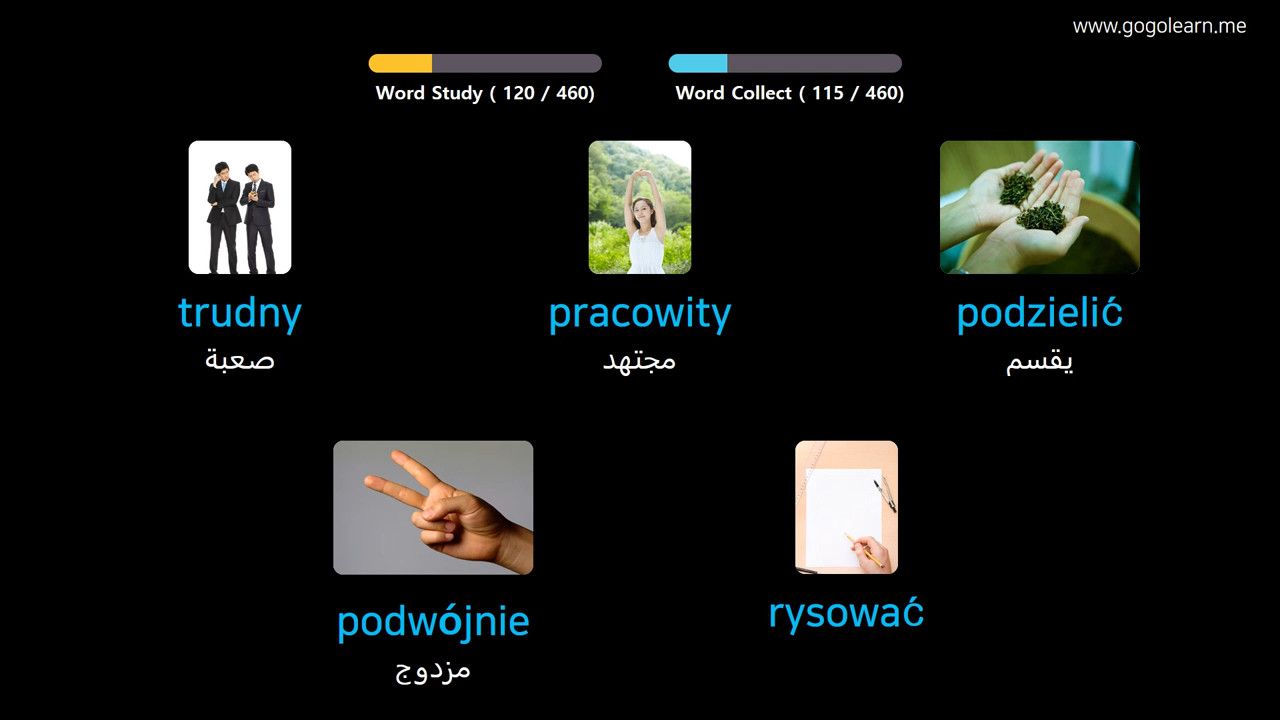 www.gogolearn.me
Word Study ( 120 / 460)
Word Collect ( 115 / 460)
trudny
صعبة
pracowity
مجتهد
podzielić
يقسم
podwójnie
مزدوج
rysować